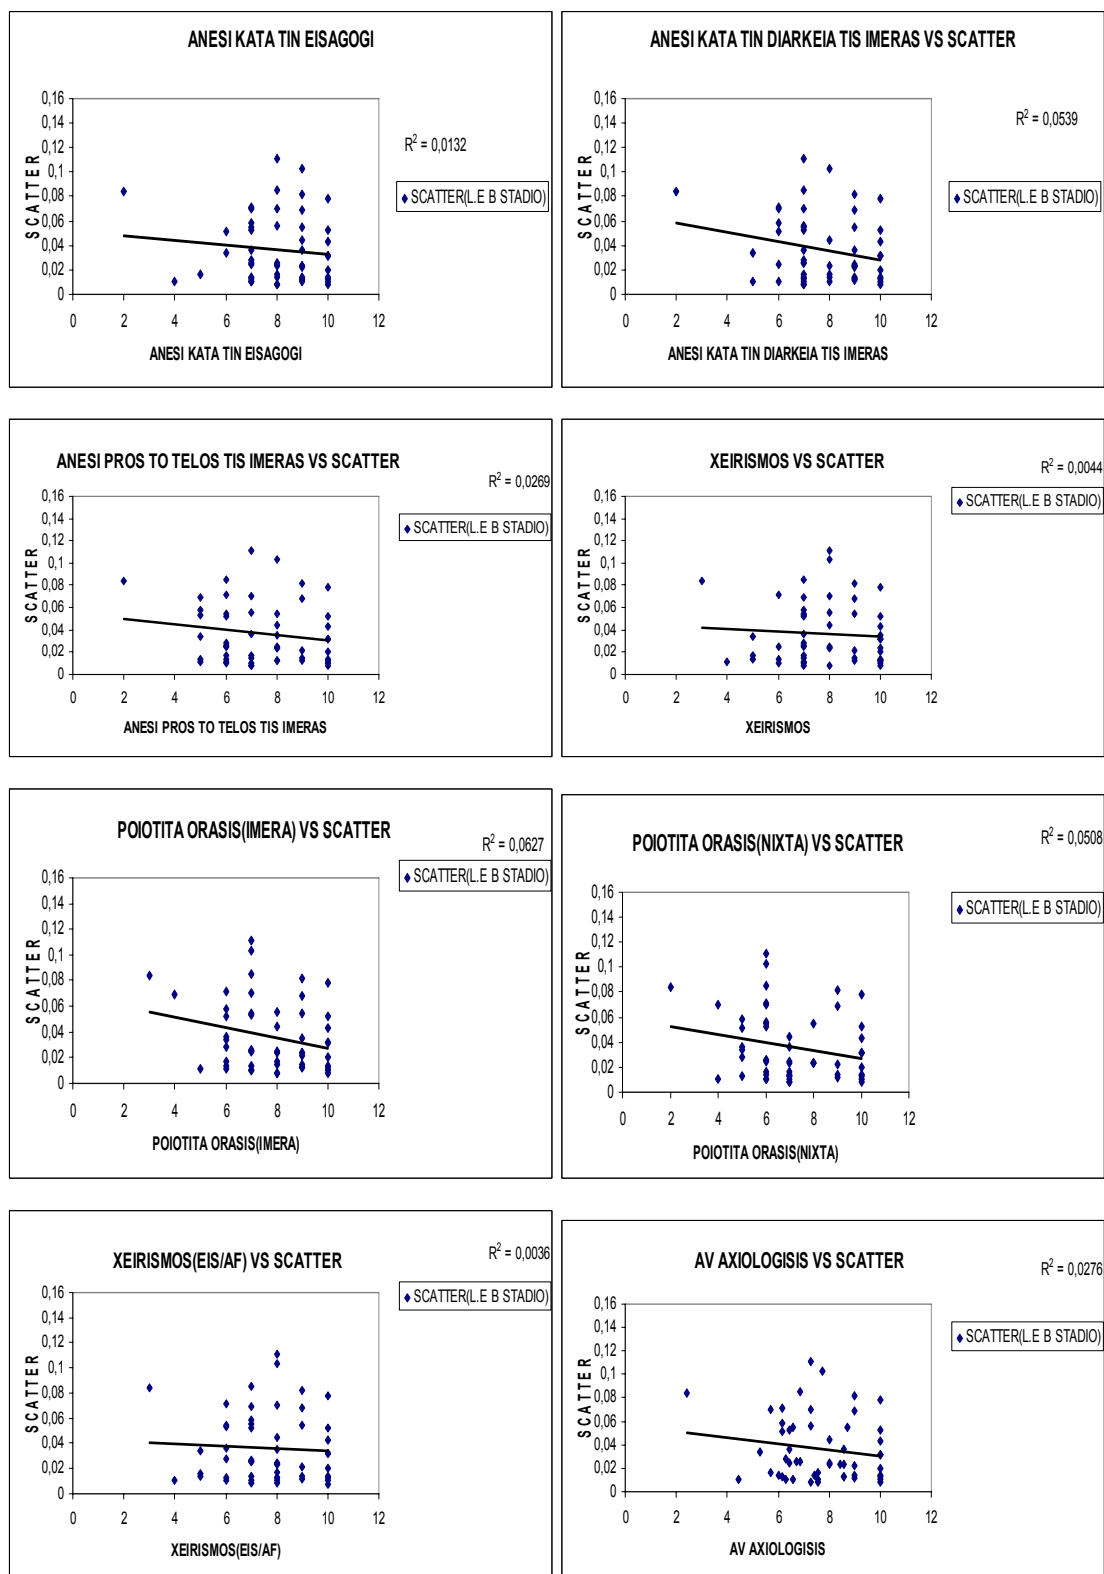 ANESI KATA TIN EISAGOGI
R² = 0,0132
SCATTER(L.E B STADIO)
SCATTER
0,16
0,14
0,12
0,1
0,08
0,06
0,04
0,02
0
0 2 4 6 8 10 12
ANESI KATA TIN EISAGOGI
ANESI KATA TIN DIARKEIA TIS IMERAS VS SCATTER
R² = 0,0539
SCATTER(L.E B STADIO)
SCATTER
0,16
0,14
0,12
0,1
0,08
0,06
0,04
0,02
0
0 2 4 6 8 10 12
ANESI KATA TIN DIARKEIA TIS IMERAS
ANESI PROS TO TELOS TIS IMERAS VS SCATTER
R² = 0,0269
SCATTER(L.E B STADIO)
SCATTER
0,16
0,14
0,12
0,1
0,08
0,06
0,04
0,02
0
0 2 4 6 8 10 12
ANESI PROS TO TELOS TIS IMERAS
XEIRISMOS VS SCATTER
R² = 0,0044
SCATTER(L.E B STADIO)
SCATTER
0,16
0,14
0,12
0,1
0,08
0,06
0,04
0,02
0
0 2 4 6 8 10 12
XEIRISMOS
POIOTITA ORASIS(IMERA) VS SCATTER
R² = 0,0627
SCATTER(L.E B STADIO)
SCATTER
0,16
0,14
0,12
0,1
0,08
0,06
0,04
0,02
0
0 2 4 6 8 10 12
POIOTITA ORASIS(IMERA)
POIOTITA ORASIS(NIXTA) VS SCATTER
R² = 0,0508
SCATTER(L.E B STADIO)
SCATTER
0,16
0,14
0,12
0,1
0,08
0,06
0,04
0,02
0
0 2 4 6 8 10 12
POIOTITA ORASIS(NIXTA)
XEIRISMOS(EIS/AF) VS SCATTER
R² = 0,0036
SCATTER(L.E B STADIO)
SCATTER
0,16
0,14
0,12
0,1
0,08
0,06
0,04
0,02
0
0 2 4 6 8 10 12
XEIRISMOS(EIS/AF)
AV AXIOLOGISIS VS SCATTER
R² = 0,0276
SCATTER(L.E B STADIO)
SCATTER
0,16
0,14
0,12
0,1
0,08
0,06
0,04
0,02
0
0 2 4 6 8 10 12
AV AXIOLOGISIS